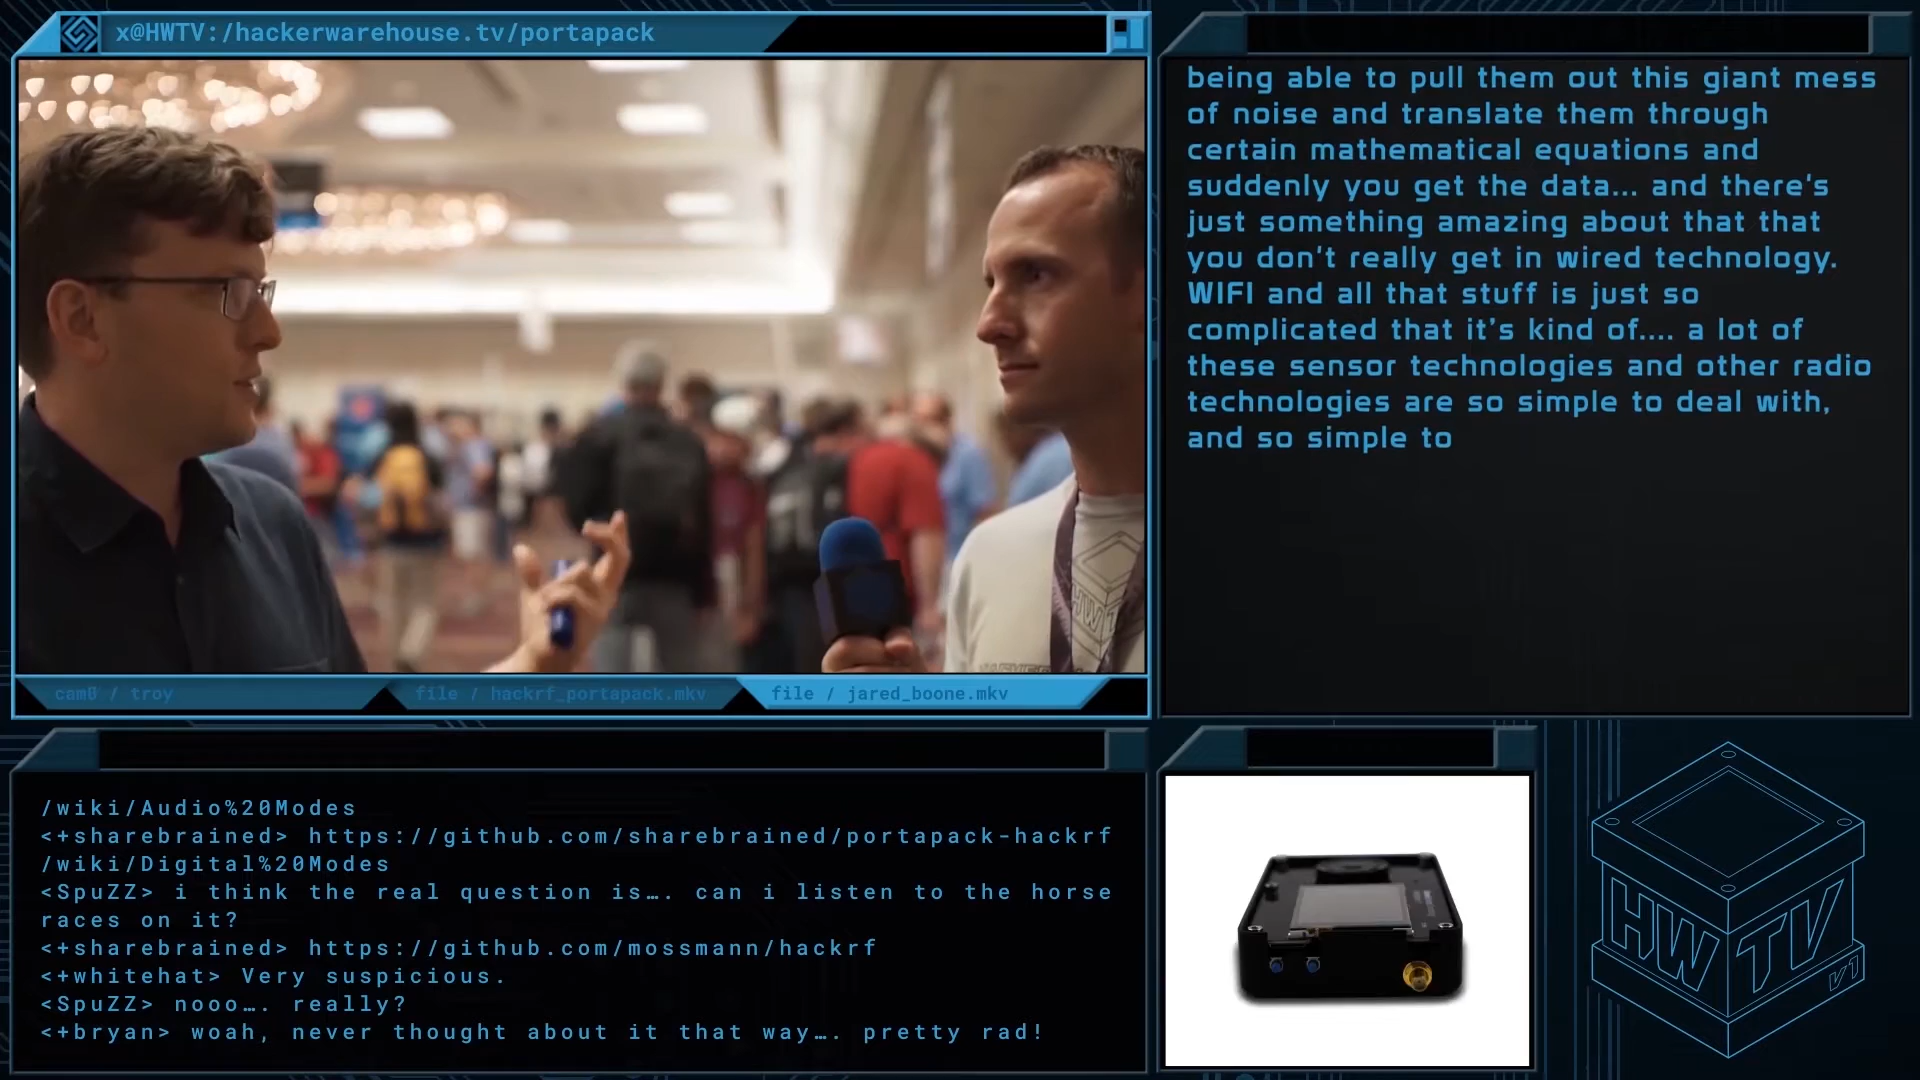 x@HWTV:/hackerwarehouse.tv/portapack
being able to pull them out this giant mess
of noise and translate them through
certain mathematical equations and
suddenly you get the data... and there's
just something amazing about that that
you don't really get in wired technology.
WIFI and all that stuff is just so
complicated that it's kind of.... a lot of
these sensor technologies and other radio
technologies are so simple to deal with,
and so simple to
HWTV
cam0 / troy
file / hackrf_portapack.mkv
file / jared_boone.mkv
/wiki/Audio%20Modes
<+sharebrained> https://github.com/sharebrained/portapack-hackrf
/wiki/Digital%20Modes
<SpuZZ> i think the real question is…. can i listen to the horse
races on it?
<+sharebrained> https://github.com/mossmann/hackrf
<+whitehat> Very suspicious.
<SpuZZ> nooo…. really?
<+bryan> woah, never thought about it that way…. pretty rad!
HW TV
v1